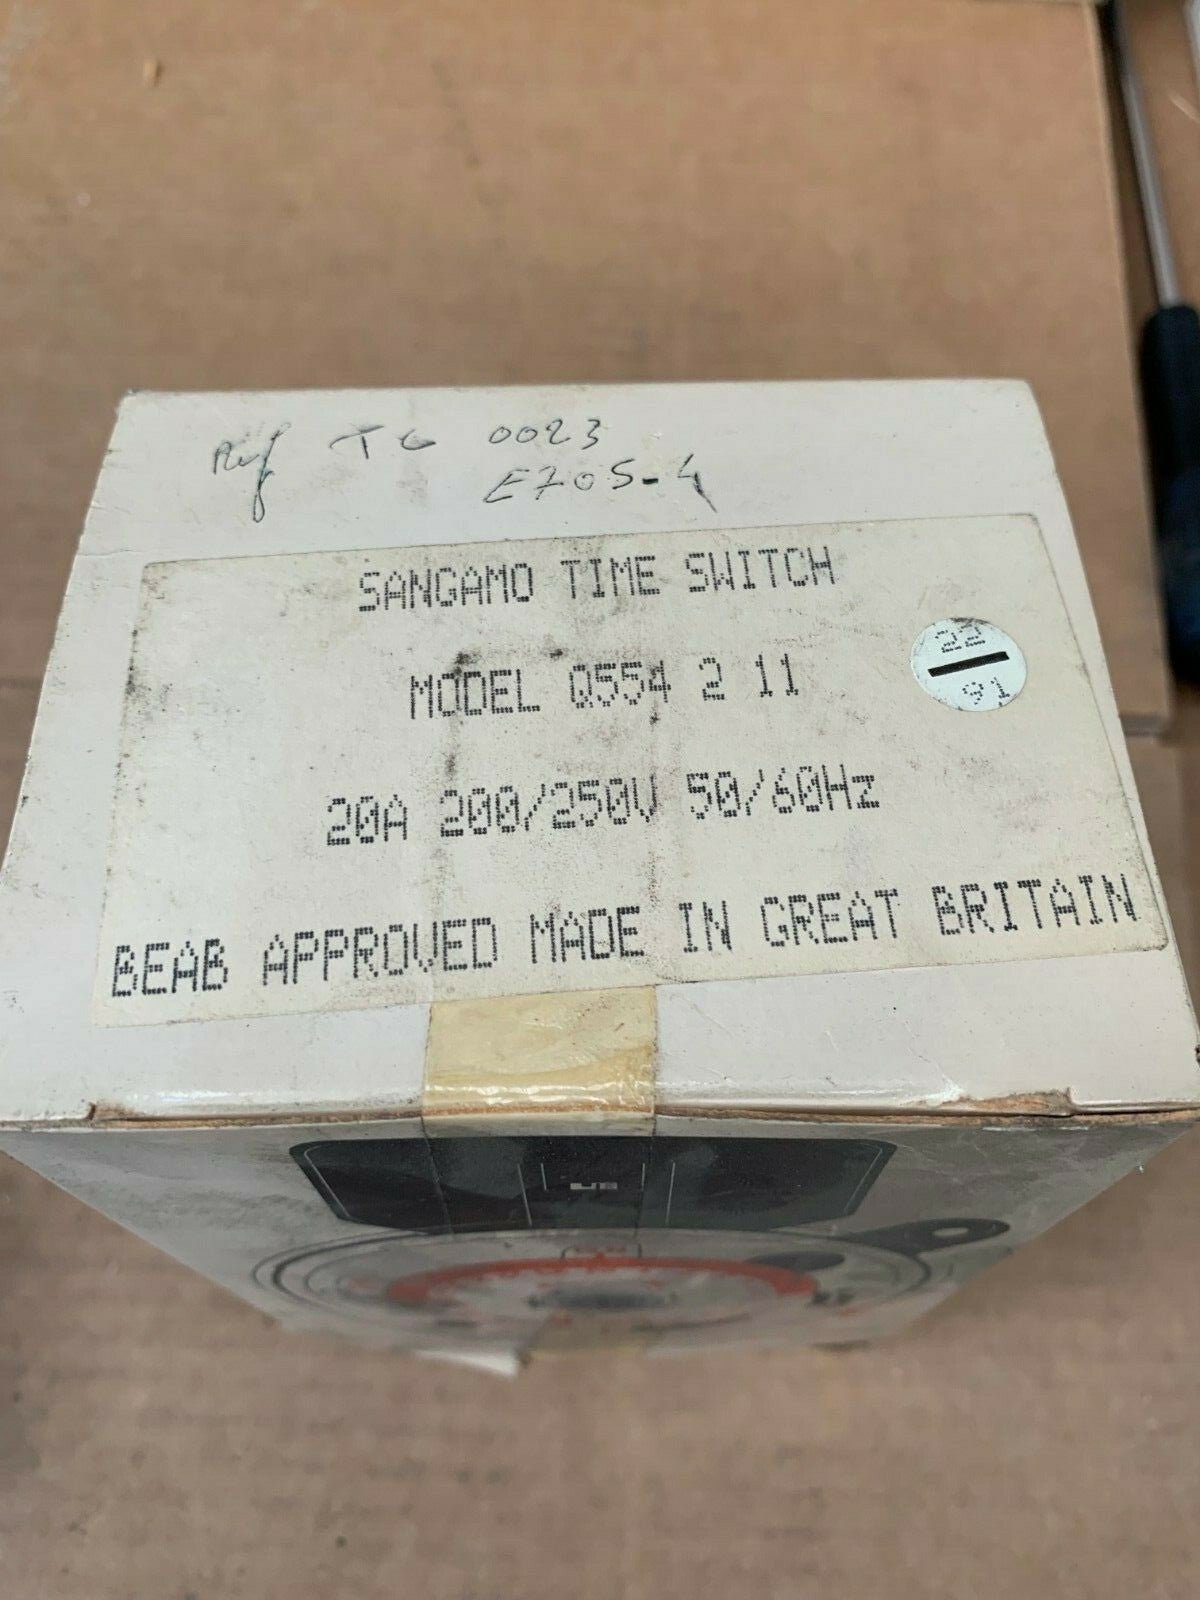 Ref TG 0023
E705-4
SANGAMO TIME SWITCH
MODEL Q554 2 11
22
91
20A 200/250V 50/60Hz
BEAB APPROVED MADE IN GREAT BRITAIN